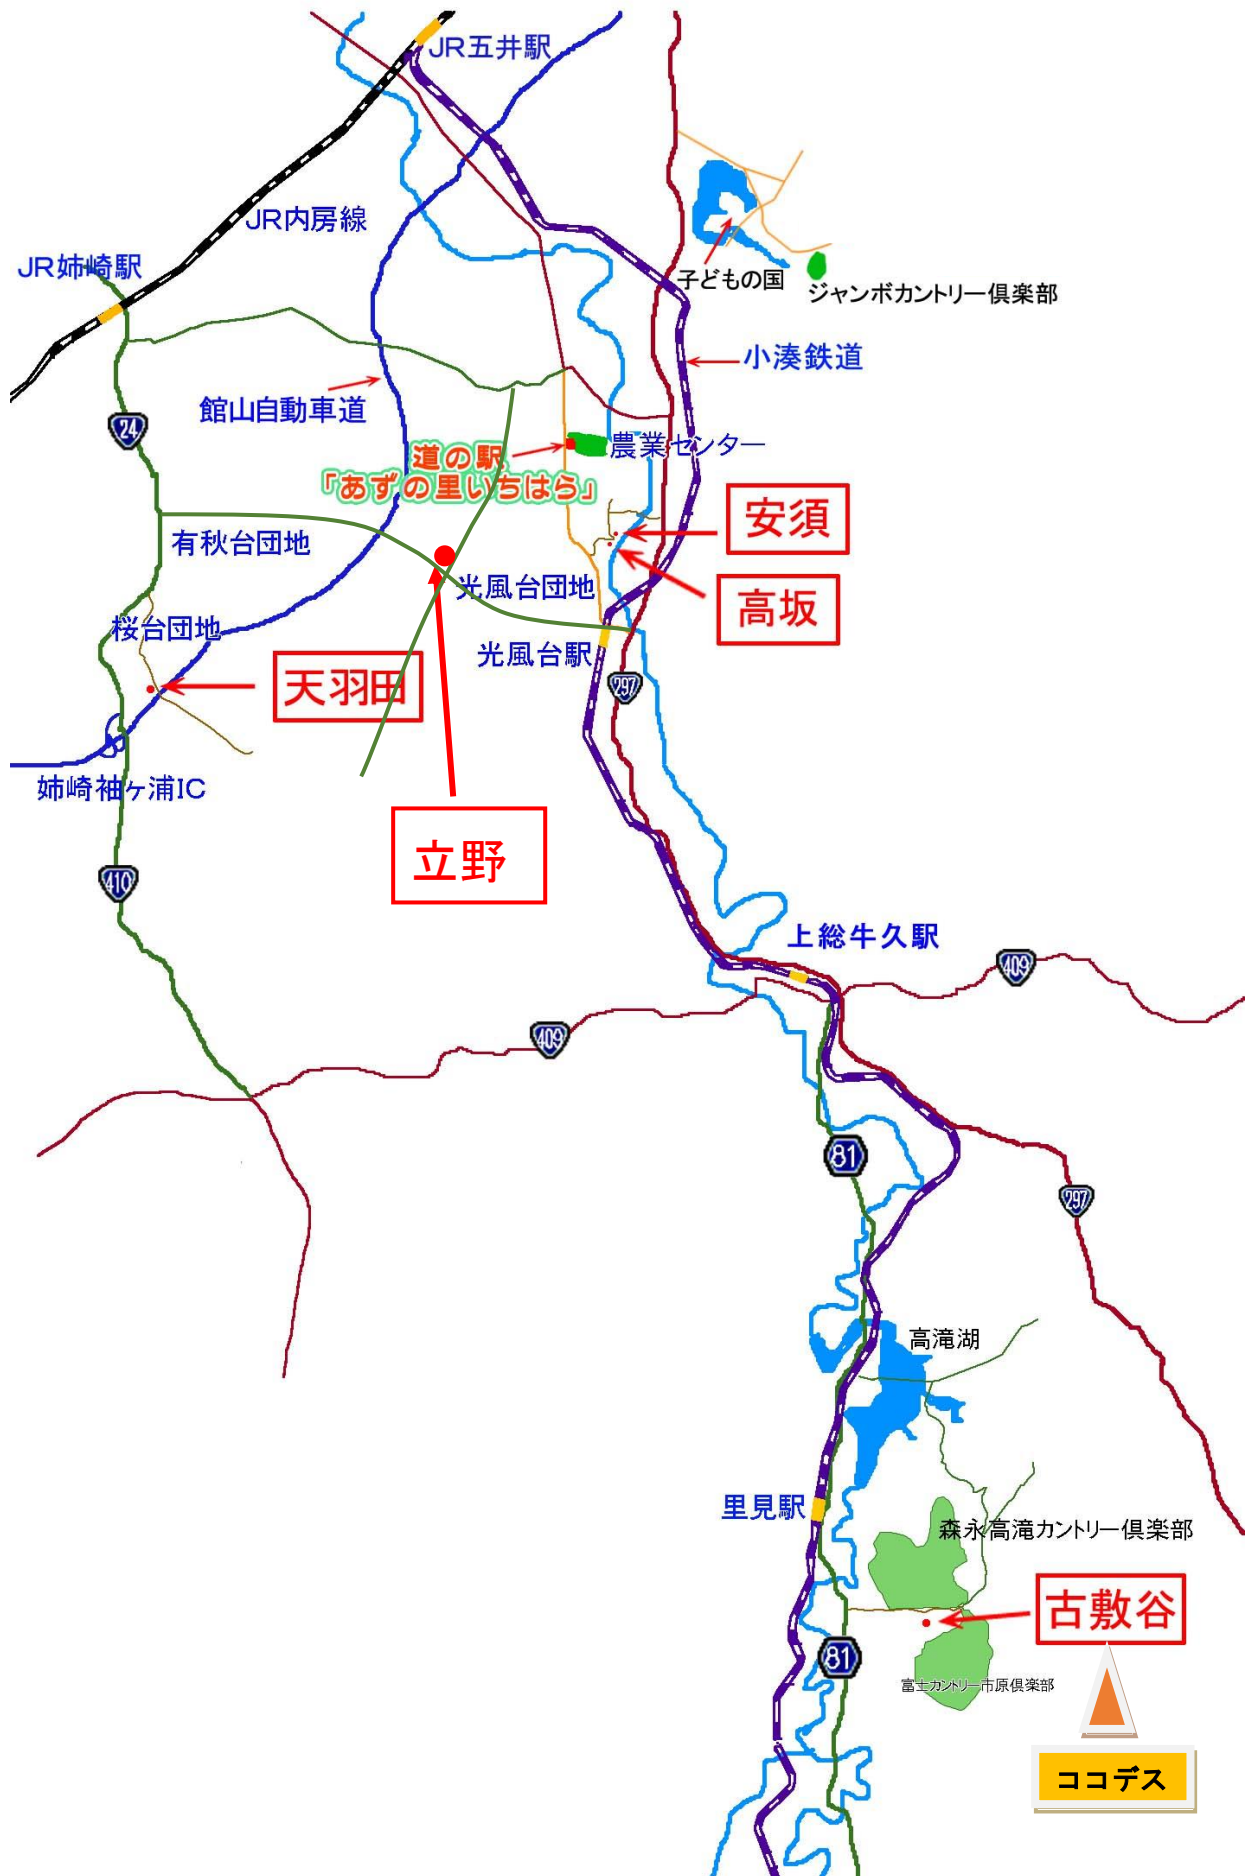 JR五井駅
JR内房線
JR姉崎駅
子どもの国
ジャンボカントリー倶楽部
小湊鉄道
館山自動車道
24
道の駅
「あずの里いちはら」
農業センター
安須
有秋台団地
光風台団地
高坂
桜台団地
光風台駅
天羽田
297
姉崎袖ヶ浦IC
立野
410
上総牛久駅
409
409
81
297
高滝湖
里見駅
森永高滝カントリー倶楽部
古敷谷
81
富士カントリー市原倶楽部
ココデス